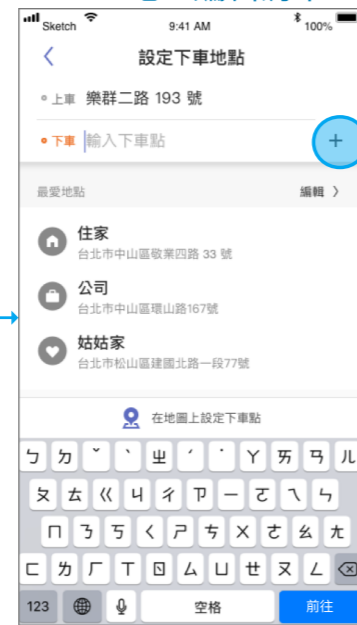 Sketch 9:41 AM 100%
設定下車地點
上車 樂群二路 193 號
下車 輸入下車點 +
最愛地點 編輯
住家
台北市中山區敬業四路 33 號
公司
台北市中山區環山路167號
姑姑家
台北市松山區建國北路一段77號
在地圖上設定下車點
ㄅ ㄉ ˇ ˋ ㄓ ˊ ˙ ㄚ ㄞ ㄢ ㄦ
ㄆ ㄊ ㄍ ㄐ ㄔ ㄗ ㄧ ㄛ ㄟ ㄣ
ㄇ ㄋ ㄎ ㄑ ㄕ ㄘ ㄨ ㄜ ㄠ ㄤ
ㄈ ㄌ ㄏ ㄒ ㄖ ㄙ ㄩ ㄝ ㄡ ㄥ
123 空格 前往